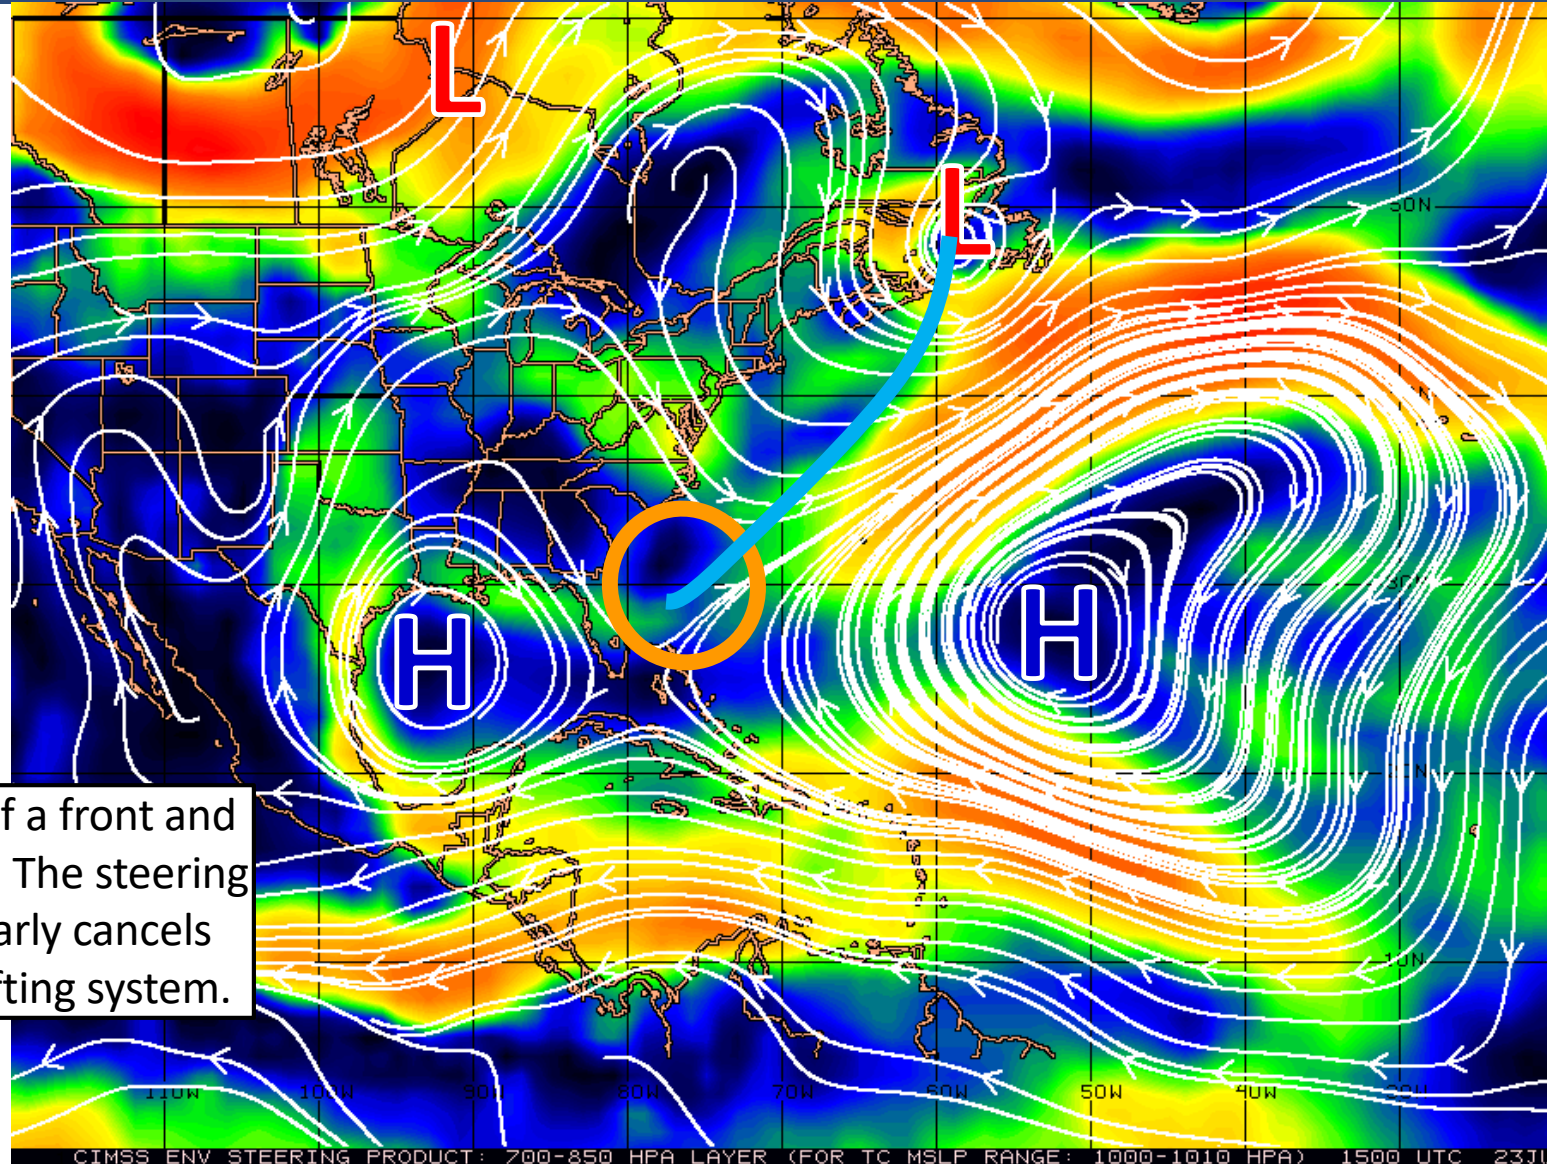 L
L
50N
H
H
30N
f a front and
The steering
arly cancels
fting system.
10N
110W 100W 90W 80W 70W 60W 50W 40W
CIMSS ENV STEERING PRODUCT: 700-850 HPA LAYER (FOR TC MSLP RANGE: 1000-1010 HPA) 1500 UTC 23JU